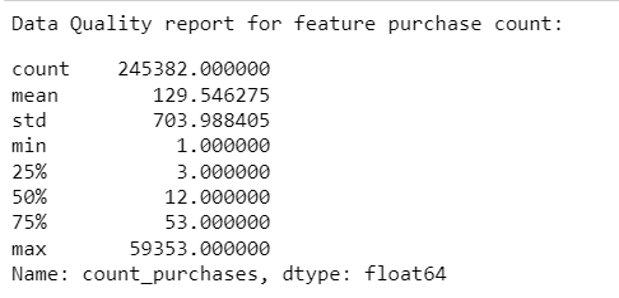 Data Quality report for feature purchase count:
count    245382.000000
mean        129.546275
std         703.988405
min           1.000000
25%           3.000000
50%          12.000000
75%          53.000000
max       59353.000000
Name: count_purchases, dtype: float64